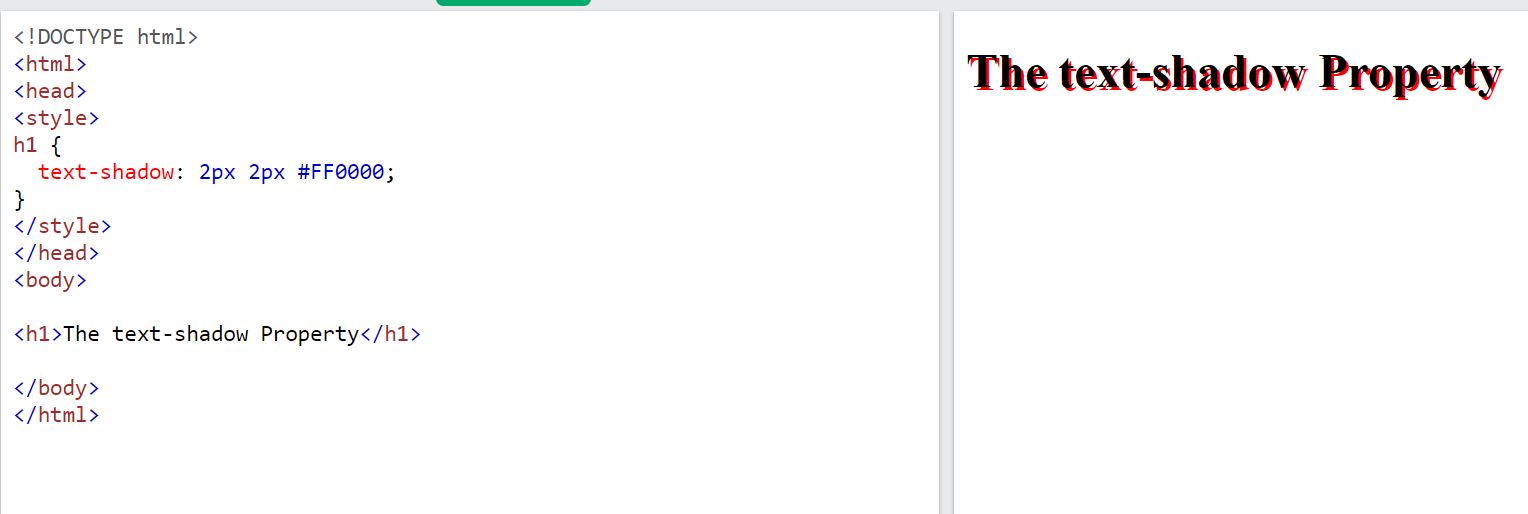 <!DOCTYPE html>
<html>
<head>
<style>
h1 {
  text-shadow: 2px 2px #FF0000;
}
</style>
</head>
<body>

<h1>The text-shadow Property</h1>

</body>
</html>
The text-shadow Property